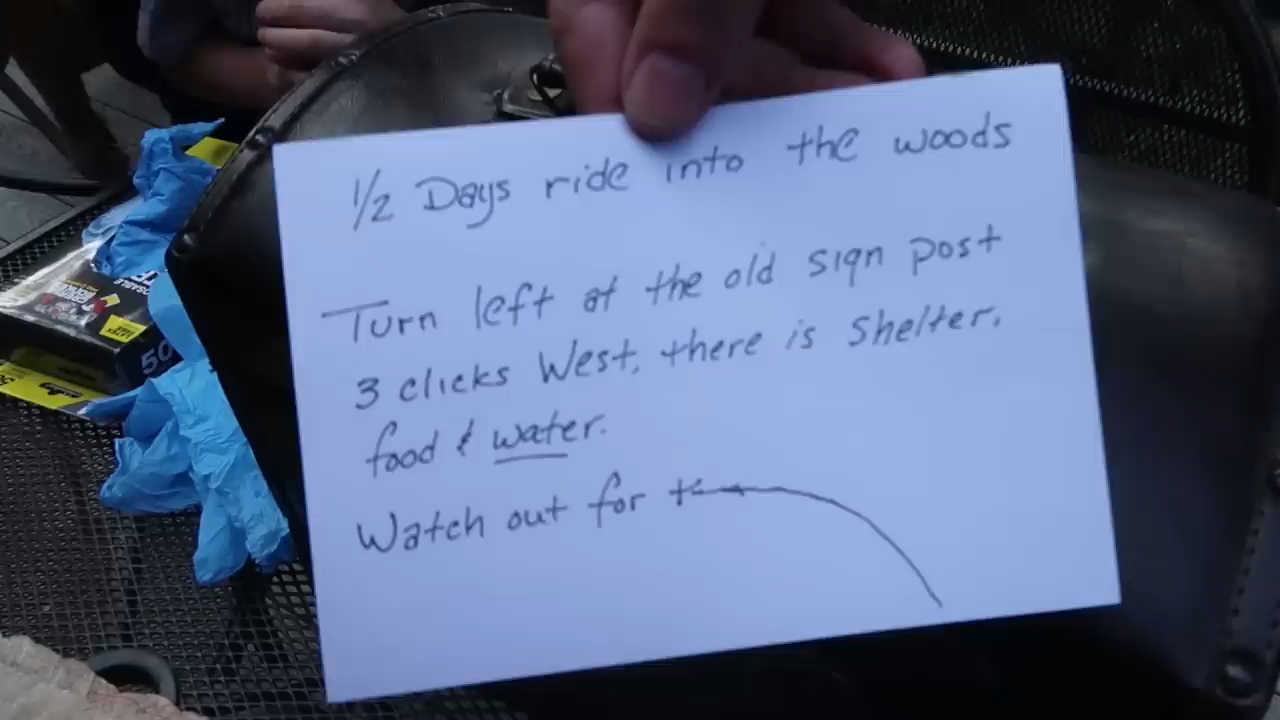 1/2 Days ride into the woods
Turn left at the old sign post
3 clicks West, there is shelter,
food & water.
Watch out for
50